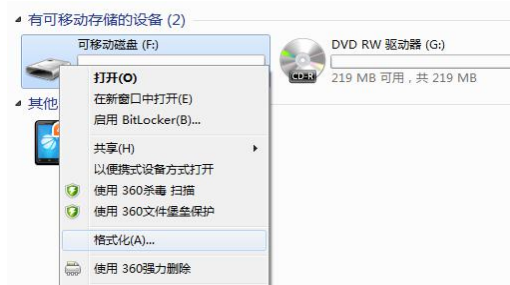 有可移动存储的设备 (2)
可移动磁盘 (F:)
DVD RW 驱动器 (G:)
CD-R
219 MB 可用，共 219 MB
打开(O)
在新窗口中打开(E)
启用 BitLocker(B)...
其他
共享(H)
以便携式设备方式打开
使用 360杀毒 扫描
使用 360文件堡垒保护
格式化(A)...
使用 360强力删除